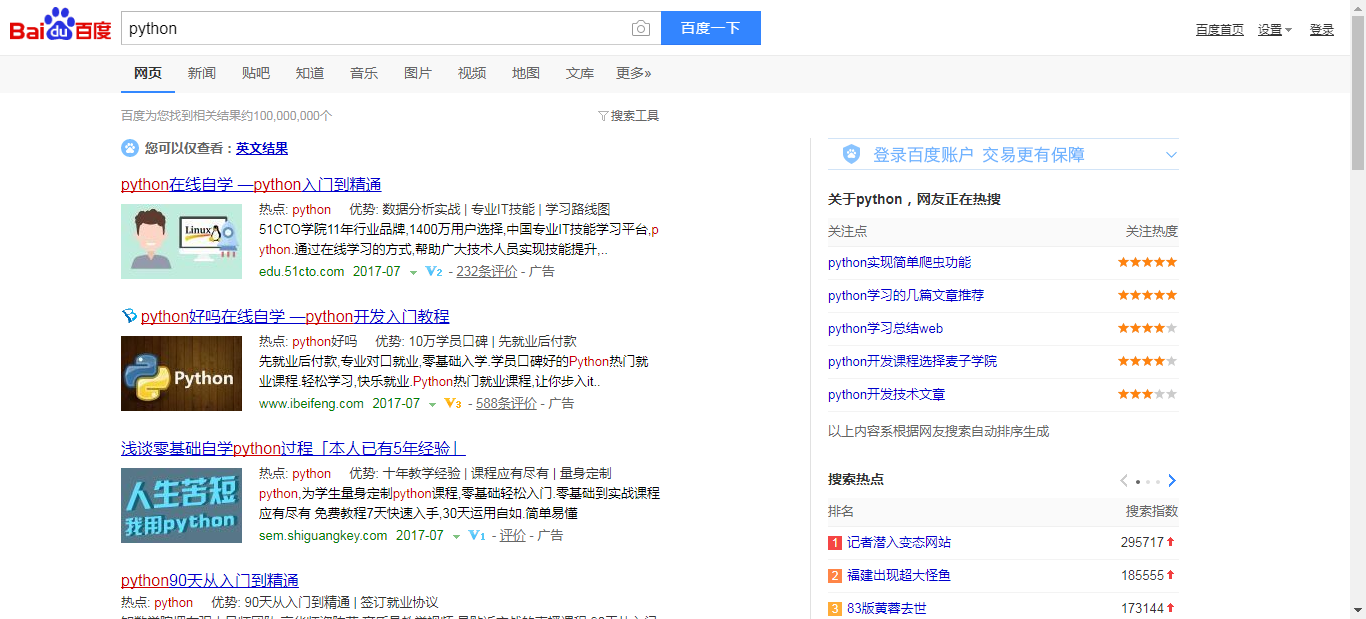 Bai du 百度
python
百度一下
百度首页 设置 登录
网页 新闻 贴吧 知道 音乐 图片 视频 地图 文库 更多»
百度为您找到相关结果约100,000,000个
搜索工具
您可以仅查看：英文结果
python在线自学 —python入门到精通
Linux
热点: python 优势: 数据分析实战 | 专业IT技能 | 学习路线图
51CTO学院11年行业品牌,1400万用户选择,中国专业IT技能学习平台,p
ython.通过在线学习的方式,帮助广大技术人员实现技能提升,..
edu.51cto.com 2017-07 V2 - 232条评价 - 广告
python好吗在线自学 —python开发入门教程
Python
热点: python好吗 优势: 10万学员口碑 | 先就业后付款
先就业后付款,专业对口就业,零基础入学.学员口碑好的Python热门就
业课程.轻松学习,快乐就业.Python热门就业课程,让你步入it..
www.ibeifeng.com 2017-07 V3 - 588条评价 - 广告
浅谈零基础自学python过程「本人已有5年经验」
人生苦短
我用python
热点: python 优势: 十年教学经验 | 课程应有尽有 | 量身定制
python,为学生量身定制python课程,零基础轻松入门.零基础到实战课程
应有尽有 免费教程7天快速入手,30天运用自如.简单易懂
sem.shiguangkey.com 2017-07 V1 - 评价 - 广告
python90天从入门到精通
热点: python 优势: 90天从入门到精通 | 签订就业协议
登录百度账户 交易更有保障
关于python，网友正在热搜
关注点 关注热度
python实现简单爬虫功能
python学习的几篇文章推荐
python学习总结web
python开发课程选择麦子学院
python开发技术文章
以上内容系根据网友搜索自动排序生成
搜索热点
排名 搜索指数
1 记者潜入变态网站 295717
2 福建出现超大怪鱼 185555
3 83版黄蓉去世 173144